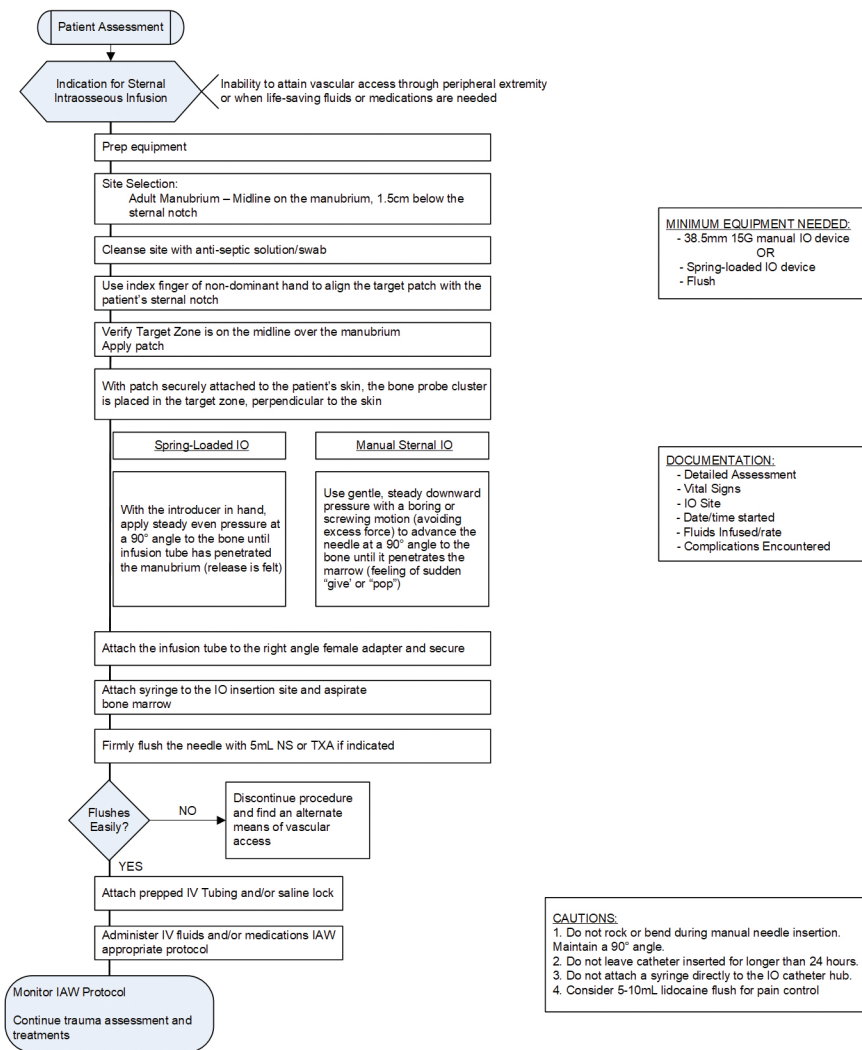 Patient Assessment
Indication for Sternal
Intraosseous Infusion
Inability to attain vascular access through peripheral extremity
or when life-saving fluids or medications are needed
Prep equipment
Site Selection:
Adult Manubrium – Midline on the manubrium, 1.5cm below the
sternal notch
Cleanse site with anti-septic solution/swab
Use index finger of non-dominant hand to align the target patch with the
patient's sternal notch
Verify Target Zone is on the midline over the manubrium
Apply patch
With patch securely attached to the patient's skin, the bone probe cluster
is placed in the target zone, perpendicular to the skin
Spring-Loaded IO
With the introducer in hand,
apply steady even pressure at
a 90° angle to the bone until
infusion tube has penetrated
the manubrium (release is felt)
Manual Sternal IO
Use gentle, steady downward
pressure with a boring or
screwing motion (avoiding
excess force) to advance the
needle at a 90° angle to the
bone until it penetrates the
marrow (feeling of sudden
"give' or "pop")
Attach the infusion tube to the right angle female adapter and secure
Attach syringe to the IO insertion site and aspirate
bone marrow
Firmly flush the needle with 5mL NS or TXA if indicated
Flushes
Easily?
NO
Discontinue procedure
and find an alternate
means of vascular
access
YES
Attach prepped IV Tubing and/or saline lock
Administer IV fluids and/or medications IAW
appropriate protocol
Monitor IAW Protocol
Continue trauma assessment and
treatments
MINIMUM EQUIPMENT NEEDED:
- 38.5mm 15G manual IO device
OR
- Spring-loaded IO device
- Flush
DOCUMENTATION:
- Detailed Assessment
- Vital Signs
- IO Site
- Date/time started
- Fluids Infused/rate
- Complications Encountered
CAUTIONS:
1. Do not rock or bend during manual needle insertion.
Maintain a 90° angle.
2. Do not leave catheter inserted for longer than 24 hours.
3. Do not attach a syringe directly to the IO catheter hub.
4. Consider 5-10mL lidocaine flush for pain control